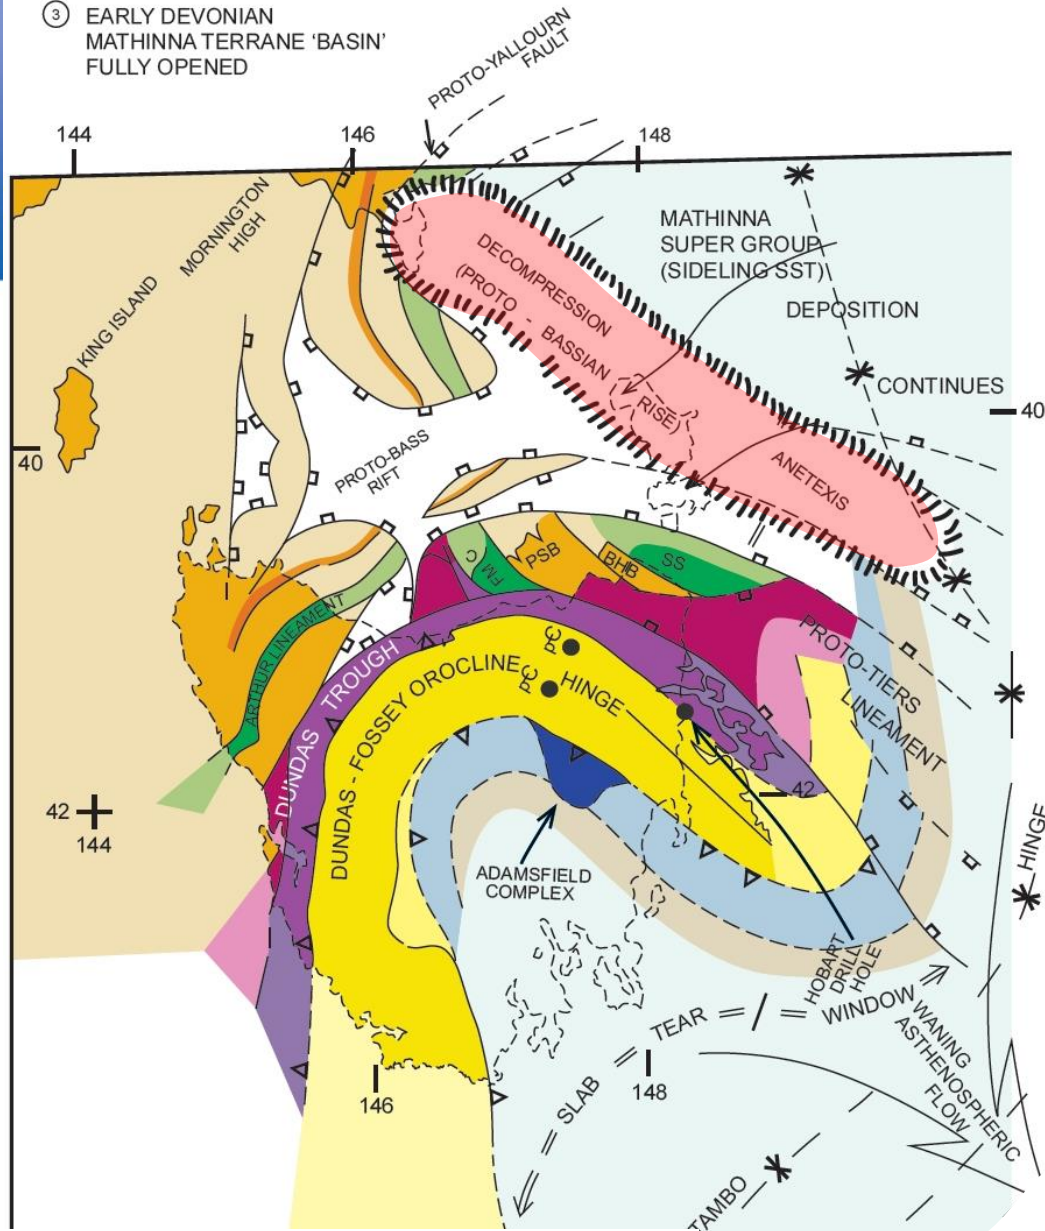 ③ EARLY DEVONIAN
MATHINNA TERRANE ‘BASIN’
FULLY OPENED
PROTO-YALLOURN
FAULT
144
146
148
MORNINGTON
HIGH
KING ISLAND
MATHINNA
SUPER GROUP
(SIDELING SST)
DEPOSITION
CONTINUES
DECOMPRESSION
(PROTO - BASSIAN RISE)
ANETEXIS
40
40
PROTO-BASS
RIFT
C
FM
PSB
BHB
SS
ARTHUR LINEAMENT
DUNDAS TROUGH
DUNDAS - FOSSEY OROCLINE HINGE
PЄ
PЄ
PROTO-TIERS
LINEAMENT
42
144
42
HINGE
ADAMSFIELD
COMPLEX
HOBART
DRILL
HOLE
SLAB TEAR WINDOW
WANING
ASTHENOSPHERIC
FLOW
146
148
TAMBO